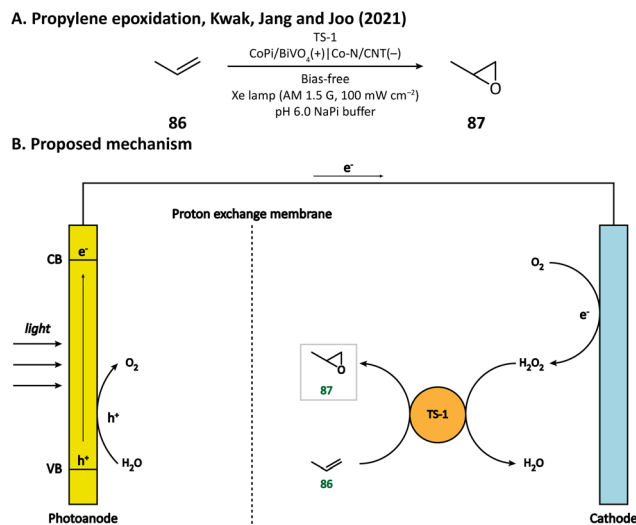 A. Propylene epoxidation, Kwak, Jang and Joo (2021)
TS-1
CoPi/BiVO₄(+)|Co-N/CNT(–)
Bias-free
Xe lamp (AM 1.5 G, 100 mW cm⁻²)
pH 6.0 NaPi buffer
86
O
87
B. Proposed mechanism
e⁻
Proton exchange membrane
CB
e⁻
O₂
e⁻
light
O₂
h⁺
H₂O
h⁺
VB
O
87
H₂O₂
TS-1
86
H₂O
Photoanode
Cathode